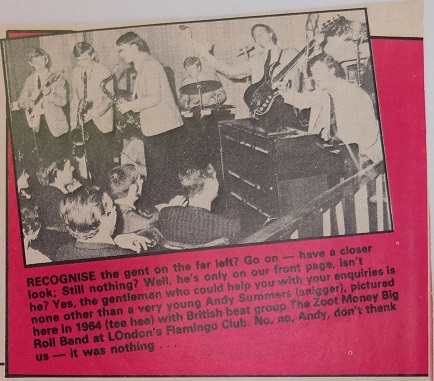 RECOGNISE the gent on the far left? Go on — have a closer
look; Still nothing? Well, he's only on our front page, isn't
he? Yes, the gentleman who could help you with your enquiries is
none other than a very young Andy Summers (snigger), pictured
here in 1964 (tee hee) with British beat group The Zoot Money Big
Roll Band at LOndon's Flamingo Club. No, no, Andy, don't thank
us — it was nothing . . .